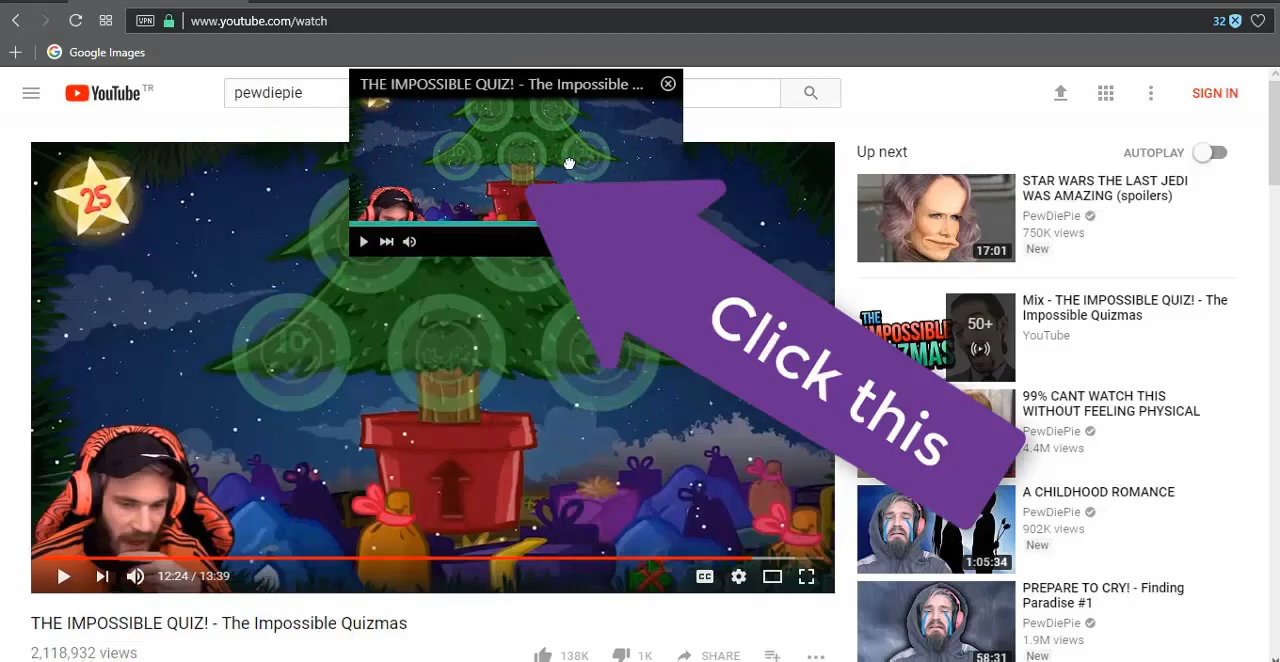 VPN
www.youtube.com/watch
32
Google Images
YouTube TR
pewdiepie
SIGN IN
THE IMPOSSIBLE QUIZ! - The Impossible ...
25
Click this
12:24 / 13:39
CC
THE IMPOSSIBLE QUIZ! - The Impossible Quizmas
2,118,932 views
138K
1K
SHARE
Up next
AUTOPLAY
17:01
STAR WARS THE LAST JEDI
WAS AMAZING (spoilers)
PewDiePie
750K views
New
THE
50+
Mix - THE IMPOSSIBLE QUIZ! - The
Impossible Quizmas
YouTube
99% CANT WATCH THIS
WITHOUT FEELING PHYSICAL
PewDiePie
4.4M views
1:05:34
A CHILDHOOD ROMANCE
PewDiePie
902K views
New
58:31
PREPARE TO CRY! - Finding
Paradise #1
PewDiePie
1.9M views
New